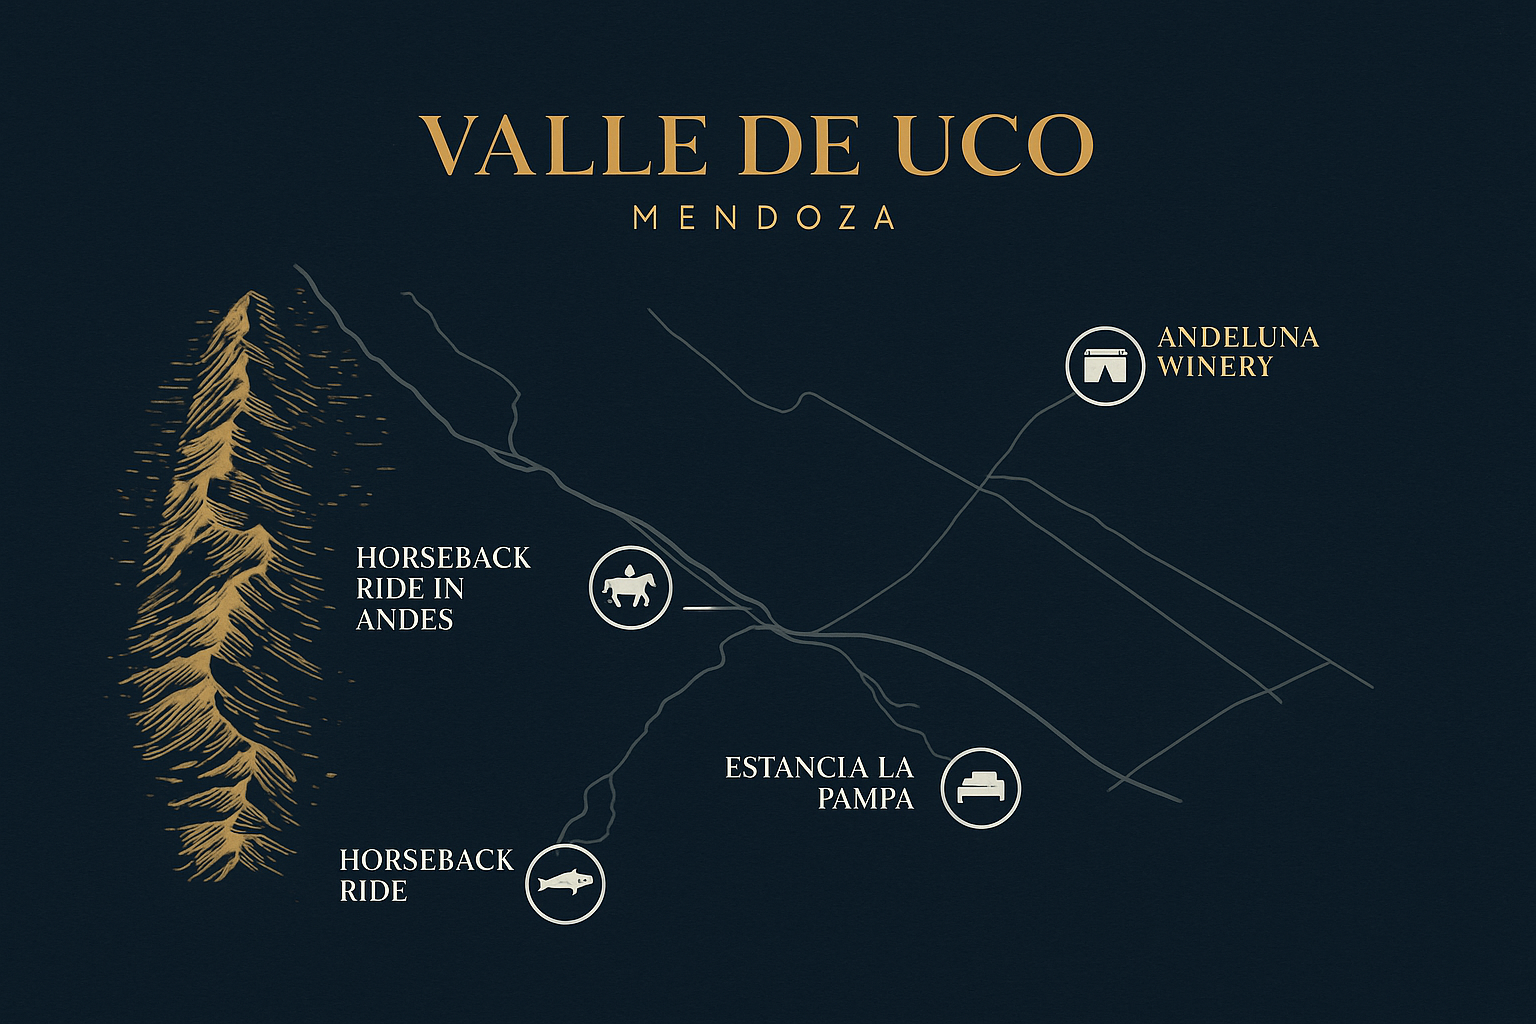 VALLE DE UCO
MENDOZA
ANDELUNA
WINERY
HORSEBACK
RIDE IN
ANDES
ESTANCIA LA
PAMPA
HORSEBACK
RIDE